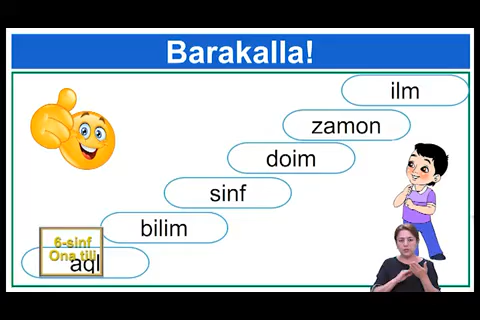 Barakalla!
ilm
zamon
doim
sinf
bilim
6-sinf
Ona tili
aql